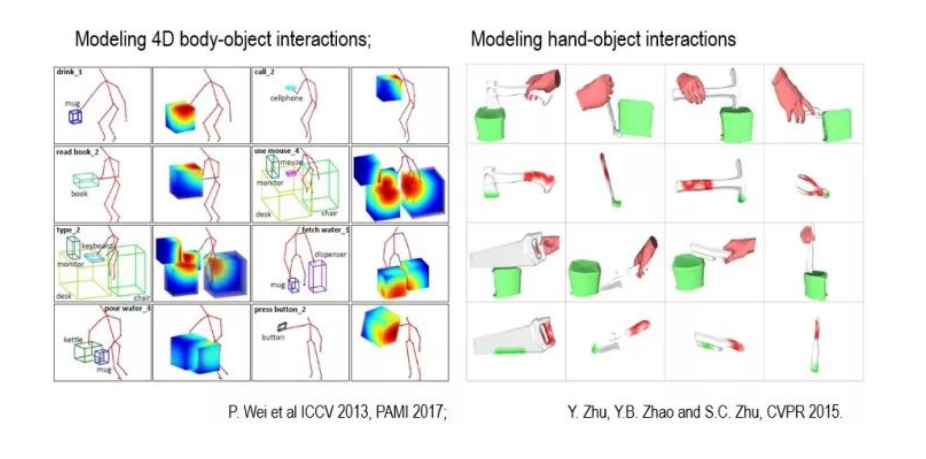 Modeling 4D body-object interactions;
Modeling hand-object interactions
drink_1
mug
call_2
cellphone
read book_2
book
use mouse_4
mouse
monitor
desk
chair
type_2
keyboard
monitor
desk
chair
fetch water_1
dispenser
mug
pour water_3
kettle
mug
press button_2
button
P. Wei et al ICCV 2013, PAMI 2017;
Y. Zhu, Y.B. Zhao and S.C. Zhu, CVPR 2015.